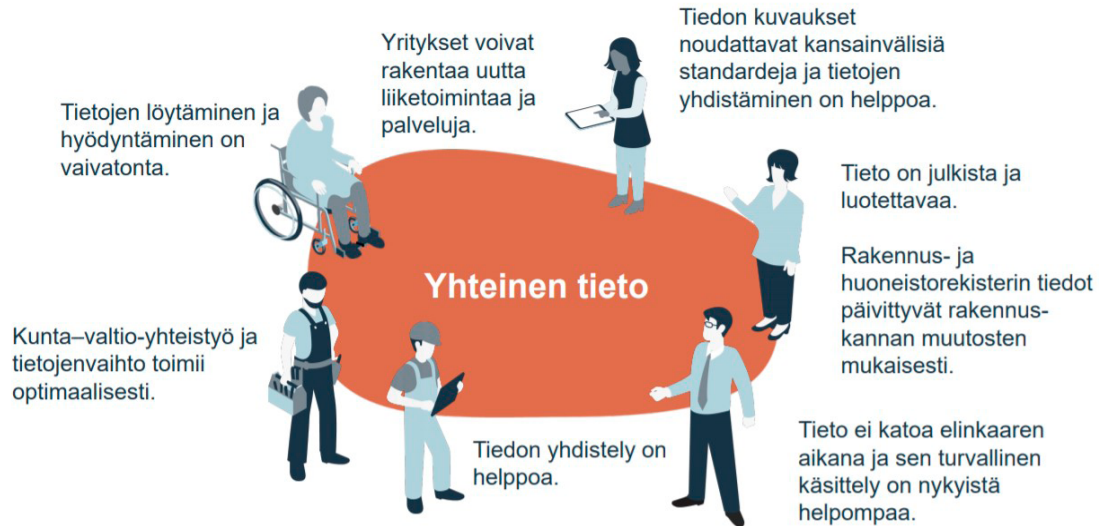 Tiedon kuvaukset
noudattavat kansainvälisiä
standardeja ja tietojen
yhdistäminen on helppoa.
Yritykset voivat
rakentaa uutta
liiketoimintaa ja
palveluja.
Tietojen löytäminen ja
hyödyntäminen on
vaivatonta.
Tieto on julkista ja
luotettavaa.
Rakennus- ja
huoneistorekisterin tiedot
päivittyvät rakennus-
kannan muutosten
mukaisesti.
Yhteinen tieto
Kunta–valtio-yhteistyö ja
tietojenvaihto toimii
optimaalisesti.
Tiedon yhdistely on
helppoa.
Tieto ei katoa elinkaaren
aikana ja sen turvallinen
käsittely on nykyistä
helpompaa.